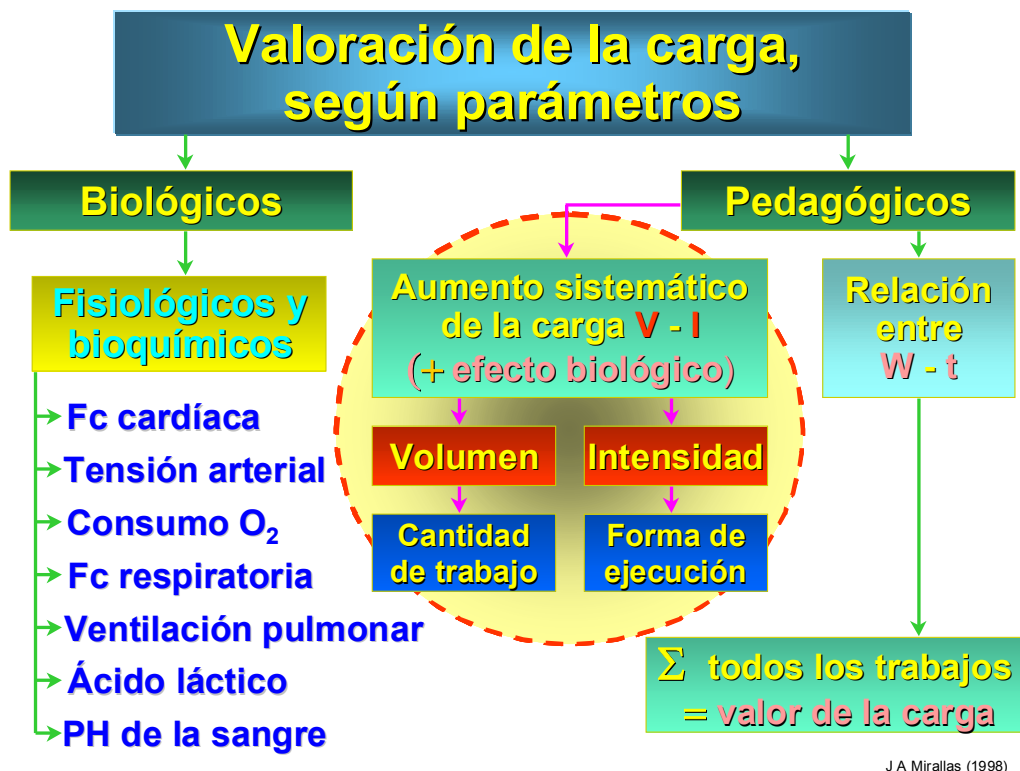 Valoración de la carga,
según parámetros
Biológicos
Fisiológicos y
bioquímicos
Fc cardíaca
Tensión arterial
Consumo O₂
Fc respiratoria
Ventilación pulmonar
Ácido láctico
PH de la sangre
Pedagógicos
Aumento sistemático
de la carga V - I
(+ efecto biológico)
Volumen
Cantidad
de trabajo
Intensidad
Forma de
ejecución
Relación
entre
W - t
Σ todos los trabajos
= valor de la carga
J A Mirallas (1998)